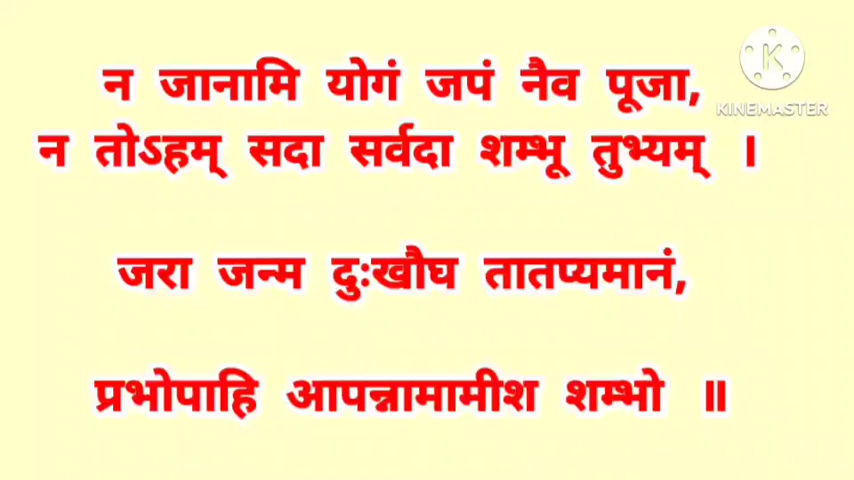 KINEMASTER
न जानामि योगं जपं नैव पूजा,
न तोऽहम् सदा सर्वदा शम्भू तुभ्यम् ।
जरा जन्म दुःखौघ तातप्यमानं,
प्रभोपाहि आपन्नामामीश शम्भो ॥